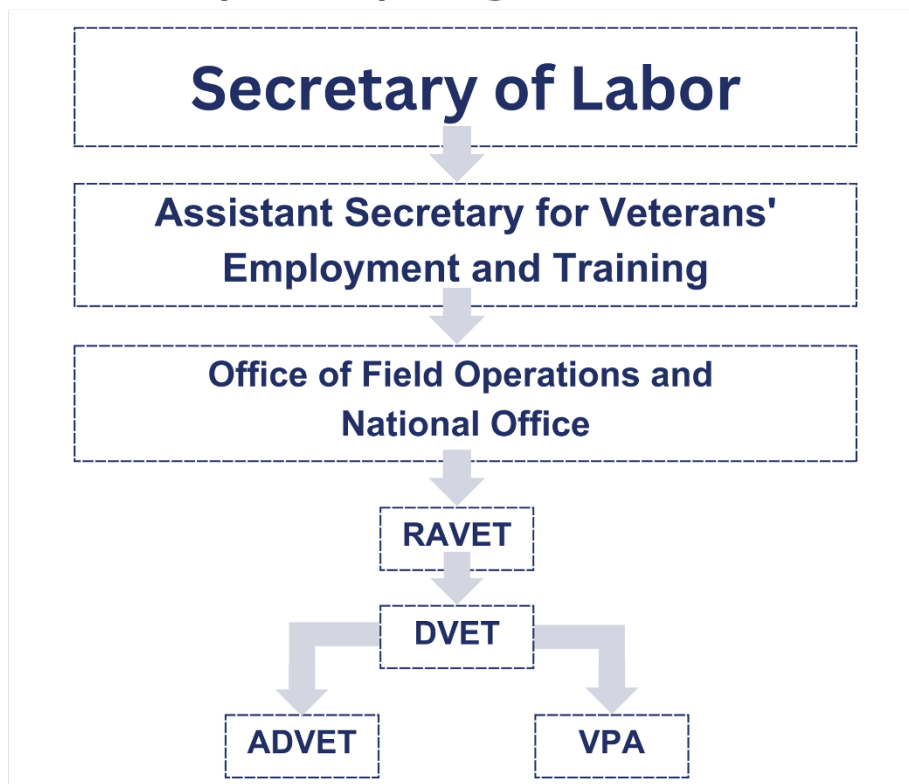 Secretary of Labor
Assistant Secretary for Veterans'
Employment and Training
Office of Field Operations and
National Office
RAVET
DVET
ADVET
VPA